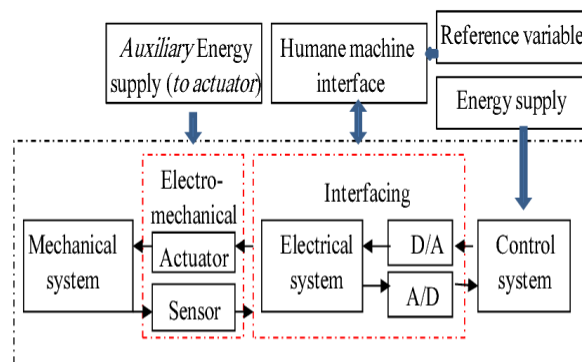 Auxiliary Energy
supply (to actuator)
Humane machine
interface
Reference variable
Energy supply
Electro-
mechanical
Interfacing
Mechanical
system
Actuator
Sensor
Electrical
system
D/A
A/D
Control
system